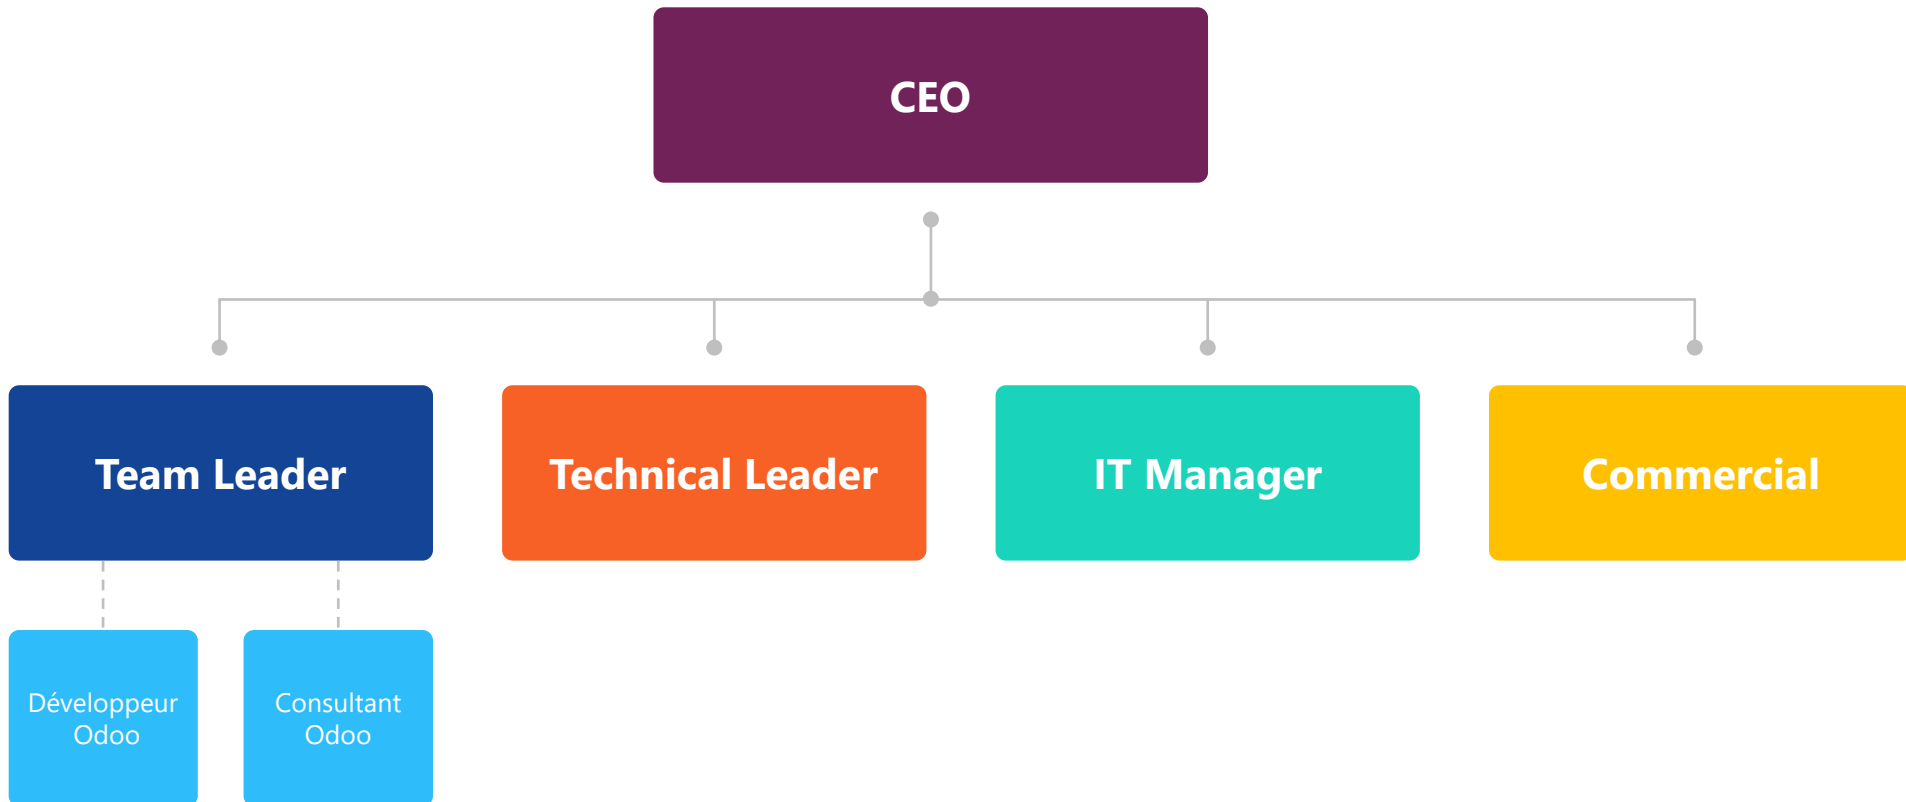 CEO
Team Leader
Technical Leader
IT Manager
Commercial
Développeur
Odoo
Consultant
Odoo